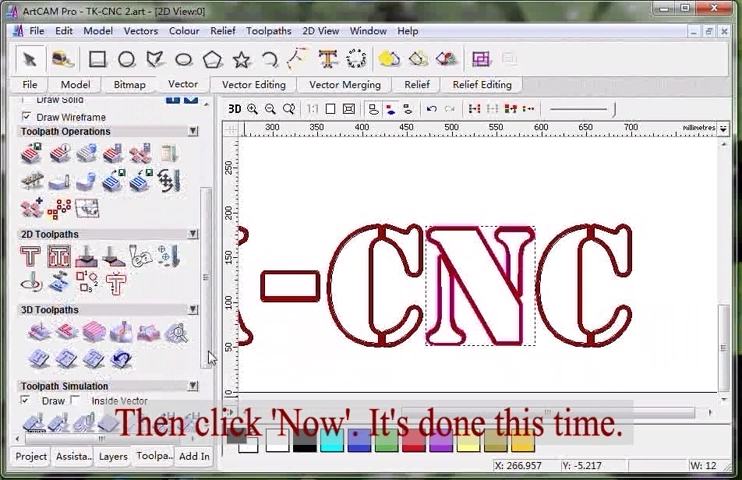 ArtCAM Pro - TK-CNC 2.art - [2D View:0]
File Edit Model Vectors Colour Relief Toolpaths 2D View Window Help
File Model Bitmap Vector Vector Editing Vector Merging Relief Relief Editing
Draw Solid
Draw Wireframe
3D 1:1
Toolpath Operations
300 350 400 450 500 550 600 650 700 millimetres
250
200
150
100
50
0
-CNC
2D Toolpaths
3D Toolpaths
Toolpath Simulation
Draw Inside Vector
Then click 'Now'. It's done this time.
Project Assista.. Layers Toolpa.. Add In
X: 266.957 Y: -5.217 W: 12